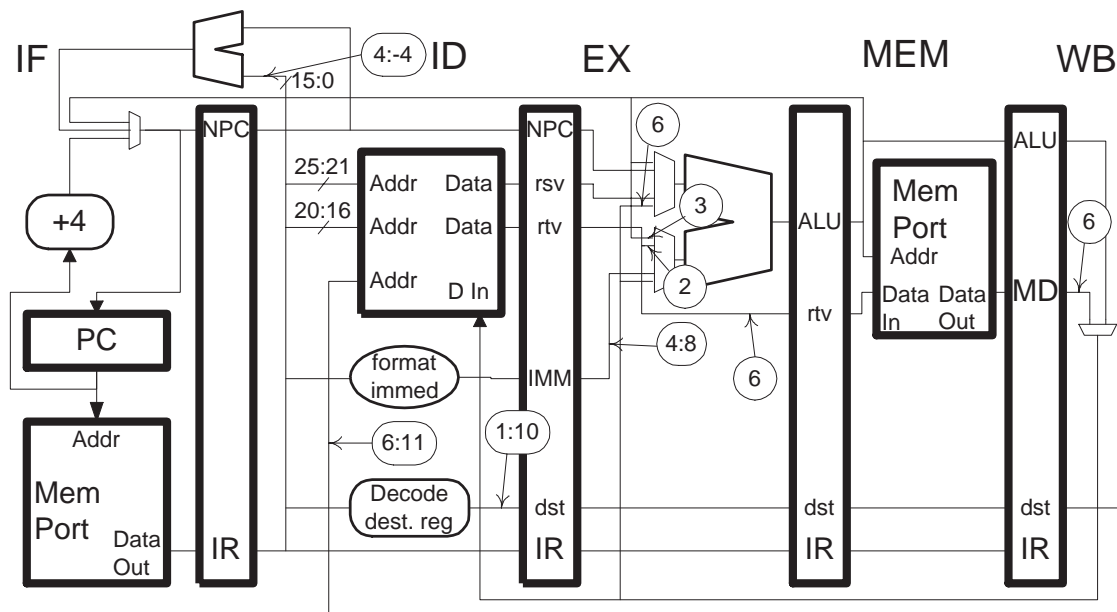 IF
4:-4
ID
EX
MEM
WB
15:0
6
NPC
NPC
ALU
25:21
Addr
Data
rsv
Mem
Port
+4
20:16
Addr
Data
rtv
3
ALU
6
Addr
Addr
D In
2
Data
In
Data
Out
MD
PC
rtv
format
immed
IMM
4:8
6
Addr
6:11
1:10
Mem
Port
Decode
dest. reg
dst
dst
dst
Data
Out
IR
IR
IR
IR